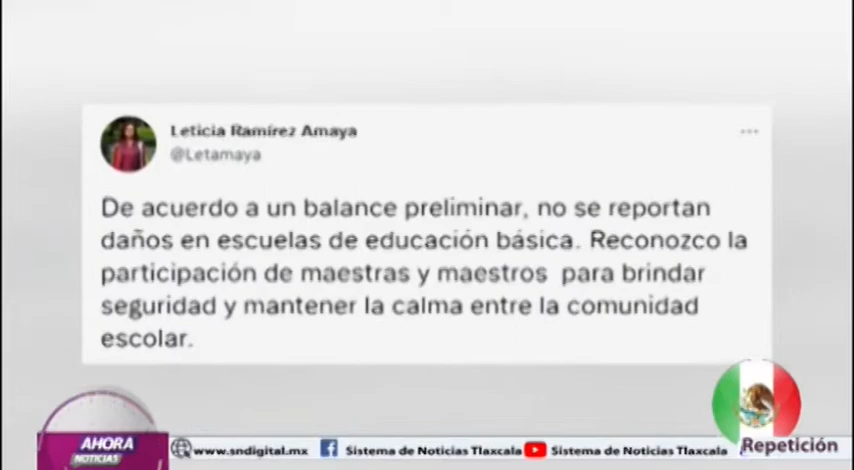 Leticia Ramírez Amaya
@Letamaya
De acuerdo a un balance preliminar, no se reportan
daños en escuelas de educación básica. Reconozco la
participación de maestras y maestros para brindar
seguridad y mantener la calma entre la comunidad
escolar.
AHORA
NOTICIAS
www.sndigital.mx
Sistema de Noticias Tlaxcala
Sistema de Noticias Tlaxcala
Repetición